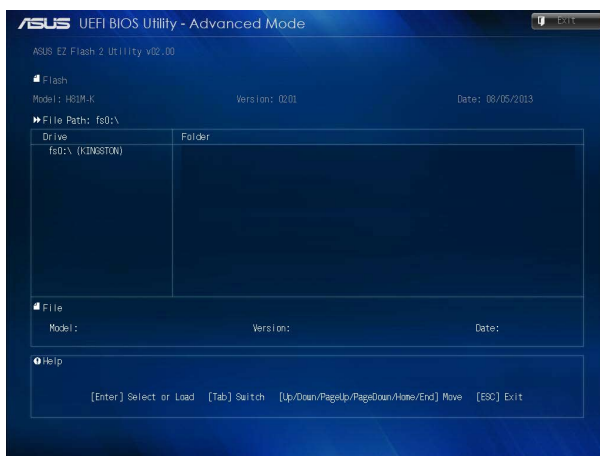 ASUS UEFI BIOS Utility - Advanced Mode
Exit
ASUS EZ Flash 2 Utility v02.00
Flash
Model: H81M-K Version: 0201 Date: 08/05/2013
File Path: fs0:\
Drive Folder
fs0:\ (KINGSTON)
File
Model: Version: Date:
Help
[Enter] Select or Load [Tab] Switch [Up/Down/PageUp/PageDown/Home/End] Move [ESC] Exit